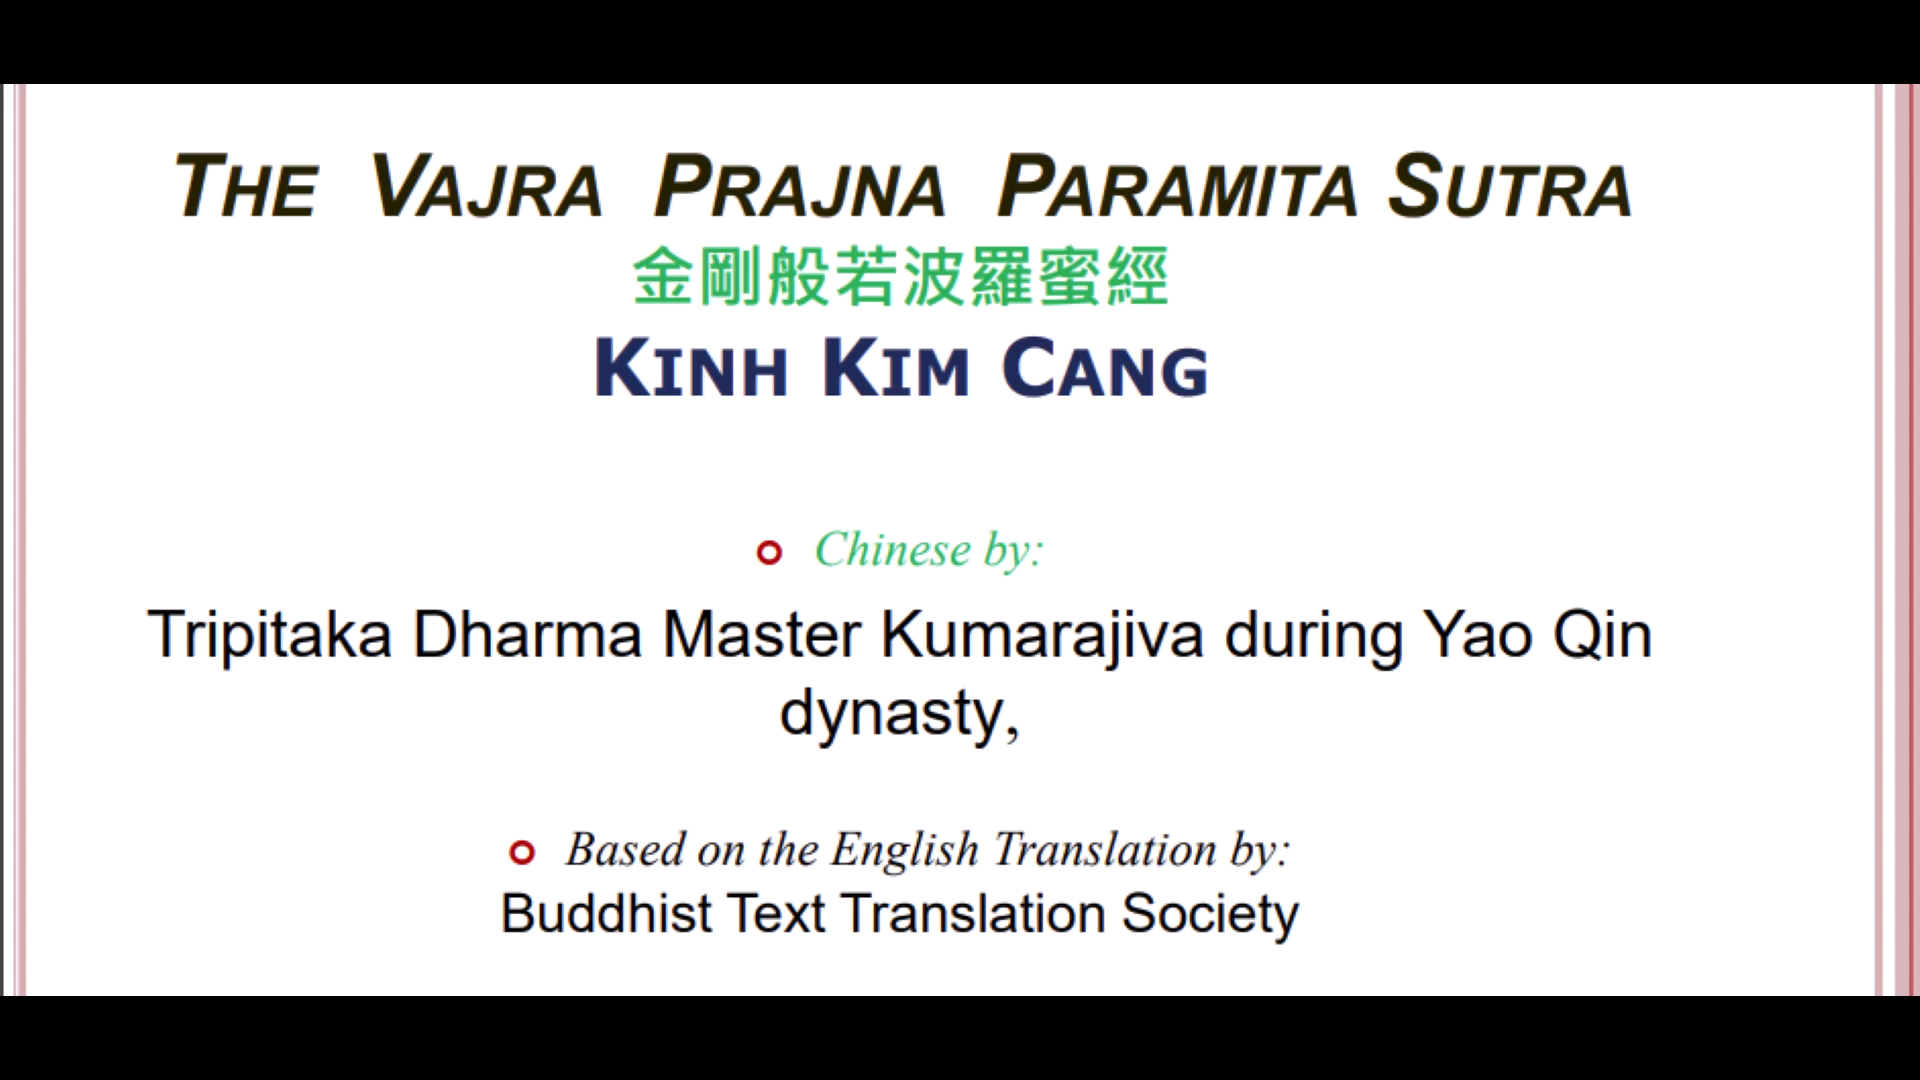 THE VAJRA PRAJNA PARAMITA SUTRA
金剛般若波羅蜜經
KINH KIM CANG
Chinese by:
Tripitaka Dharma Master Kumarajiva during Yao Qin
dynasty,
Based on the English Translation by:
Buddhist Text Translation Society